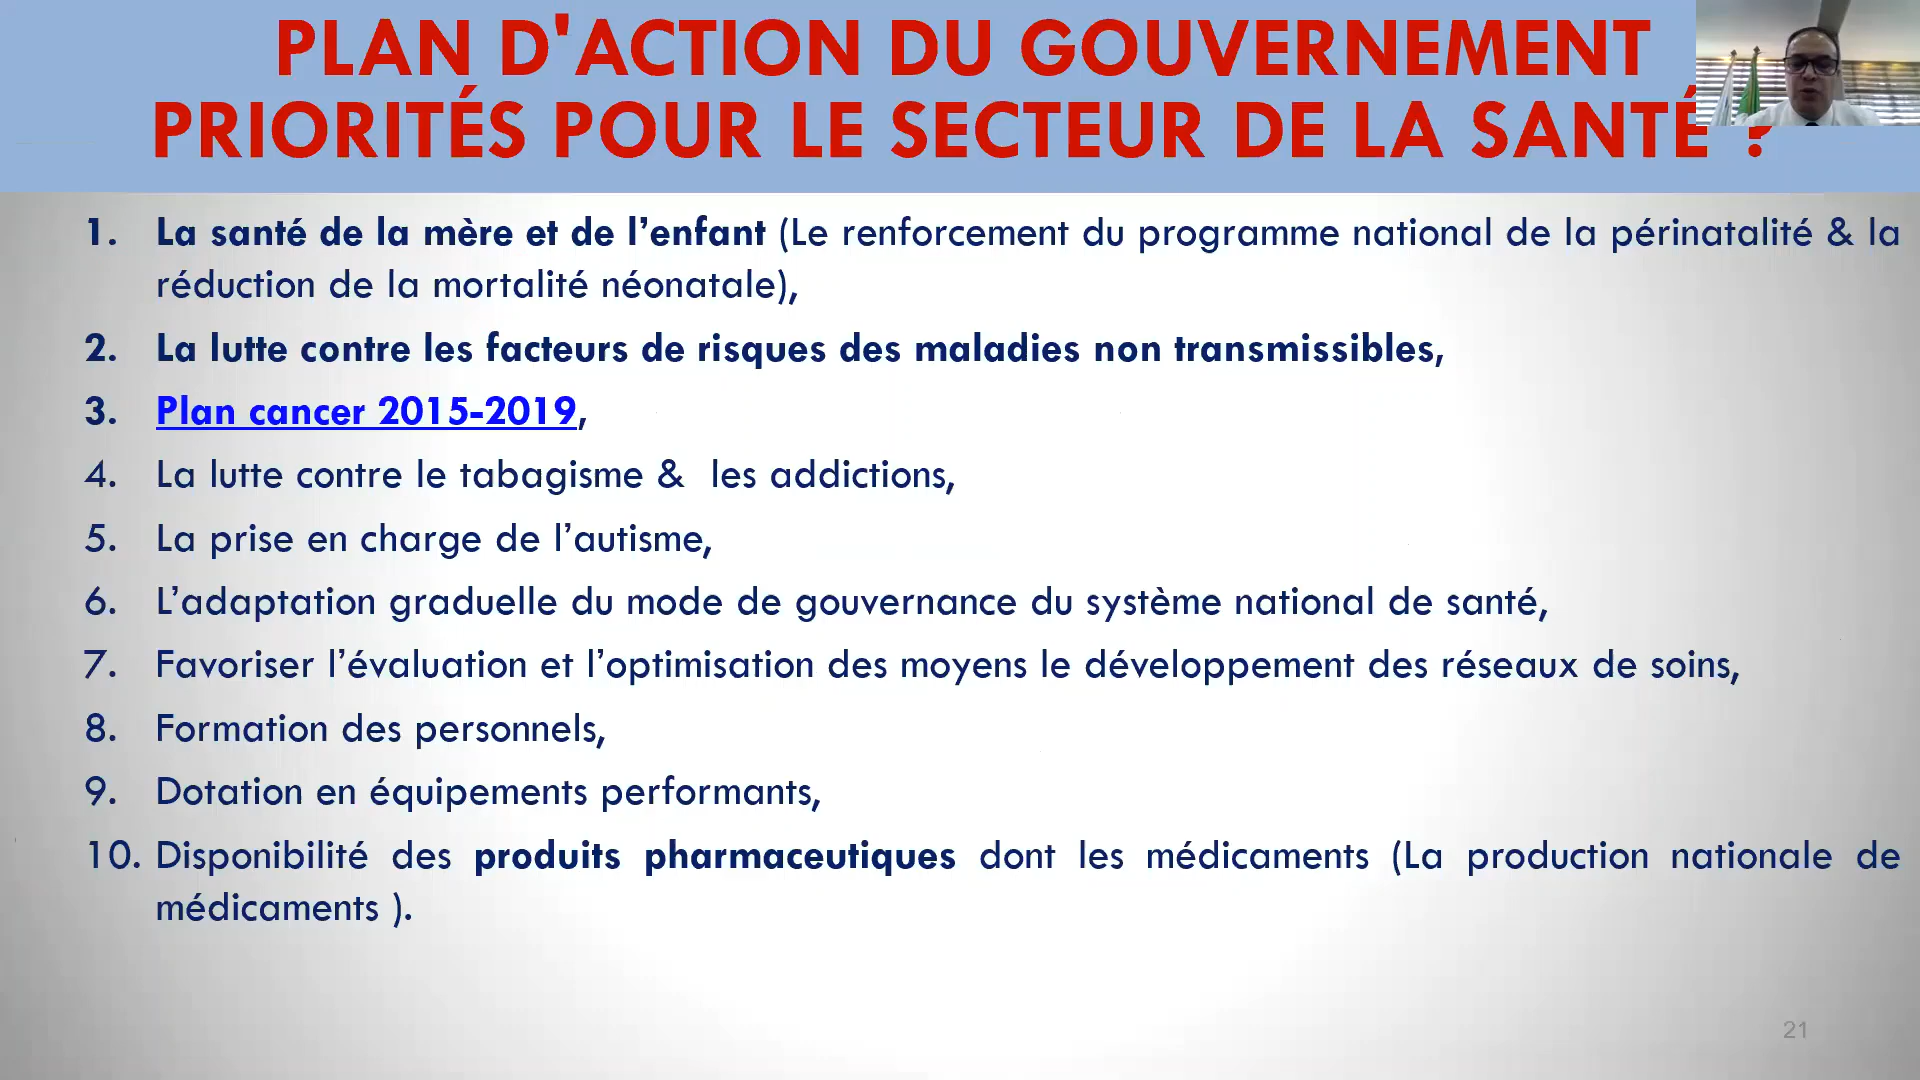 PLAN D'ACTION DU GOUVERNEMENT
PRIORITÉS POUR LE SECTEUR DE LA SANTÉ ?
1. La santé de la mère et de l’enfant (Le renforcement du programme national de la périnatalité & la
réduction de la mortalité néonatale),
2. La lutte contre les facteurs de risques des maladies non transmissibles,
3. Plan cancer 2015-2019,
4. La lutte contre le tabagisme & les addictions,
5. La prise en charge de l’autisme,
6. L’adaptation graduelle du mode de gouvernance du système national de santé,
7. Favoriser l’évaluation et l’optimisation des moyens le développement des réseaux de soins,
8. Formation des personnels,
9. Dotation en équipements performants,
10. Disponibilité des produits pharmaceutiques dont les médicaments (La production nationale de
médicaments ).
21